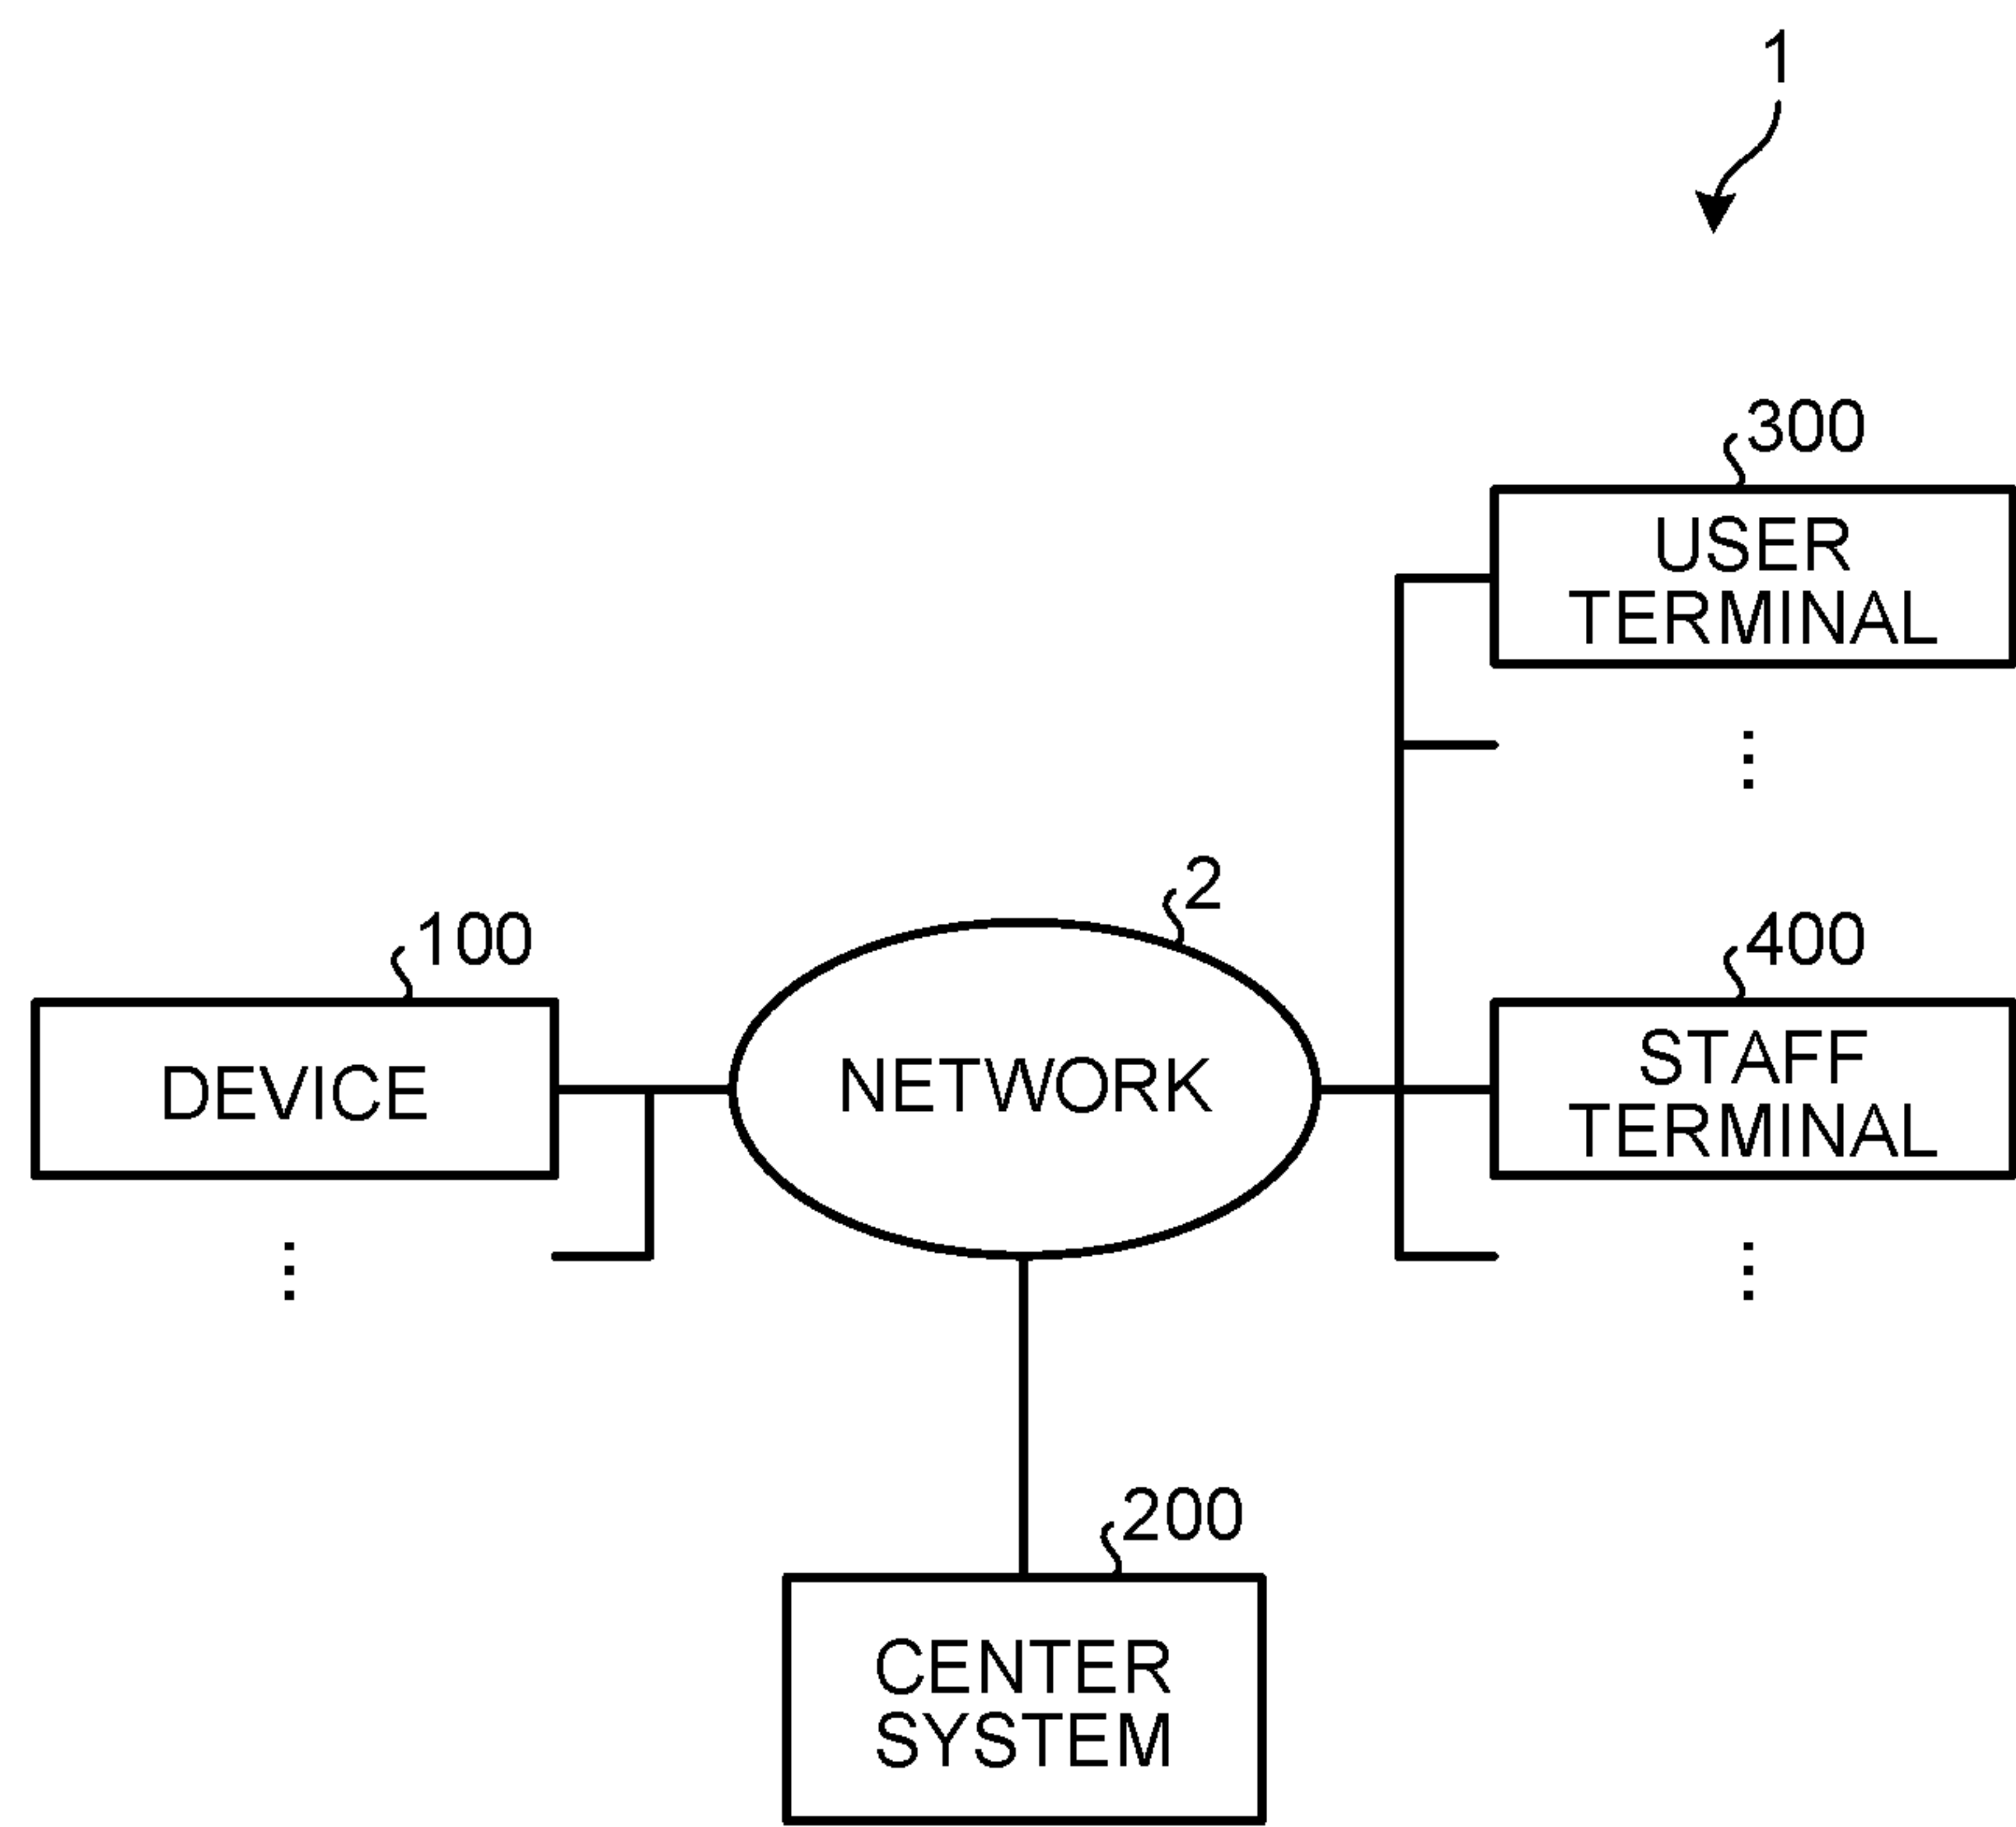 1
300
USER
TERMINAL
2
100
400
DEVICE
NETWORK
STAFF
TERMINAL
200
CENTER
SYSTEM